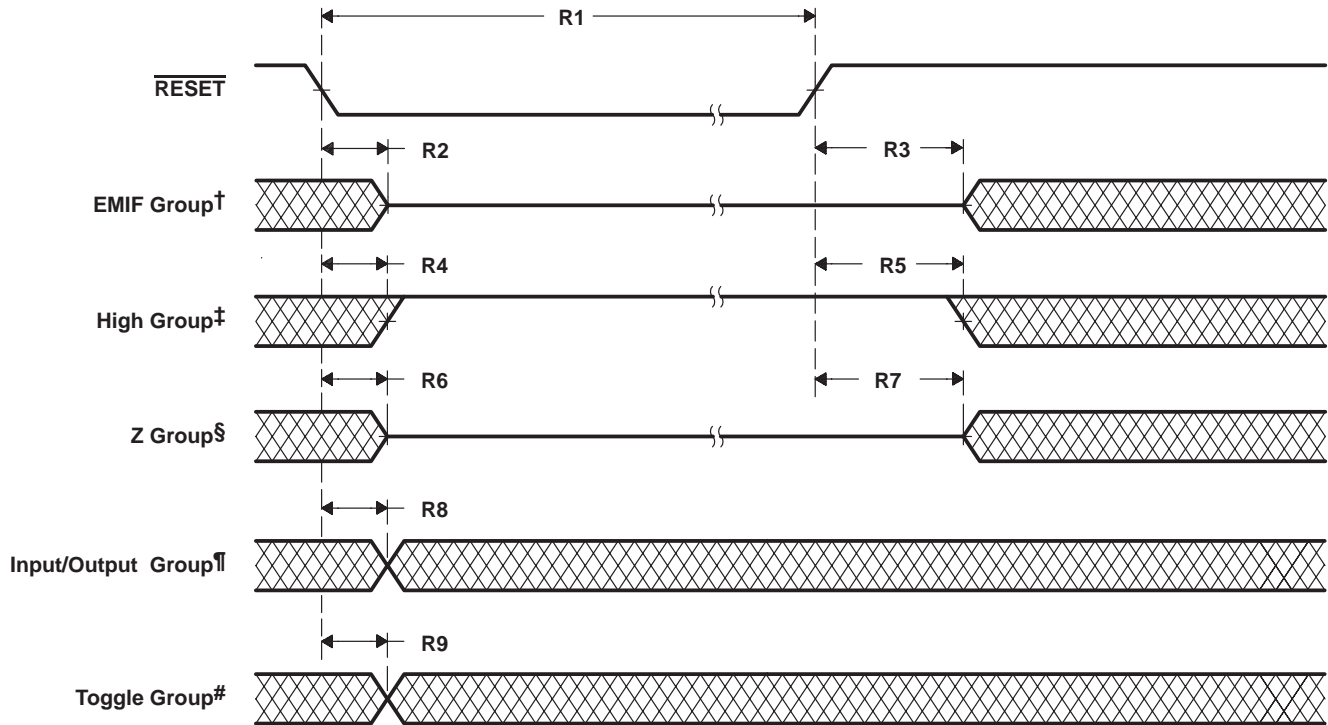 R1
RESET
R2
R3
EMIF Group†
R4
R5
High Group‡
R6
R7
Z Group§
R8
Input/Output Group¶
R9
Toggle Group#